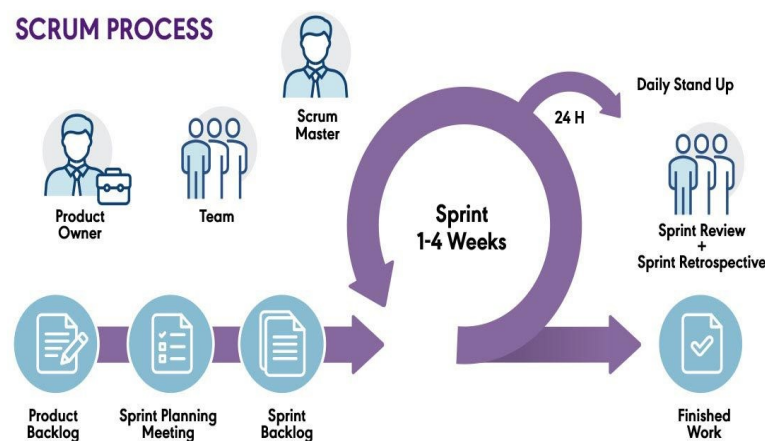 SCRUM PROCESS
Scrum
Master
Product
Owner
Team
Daily Stand Up
24 H
Sprint
1-4 Weeks
Sprint Review
+
Sprint Retrospective
Product
Backlog
Sprint Planning
Meeting
Sprint
Backlog
Finished
Work